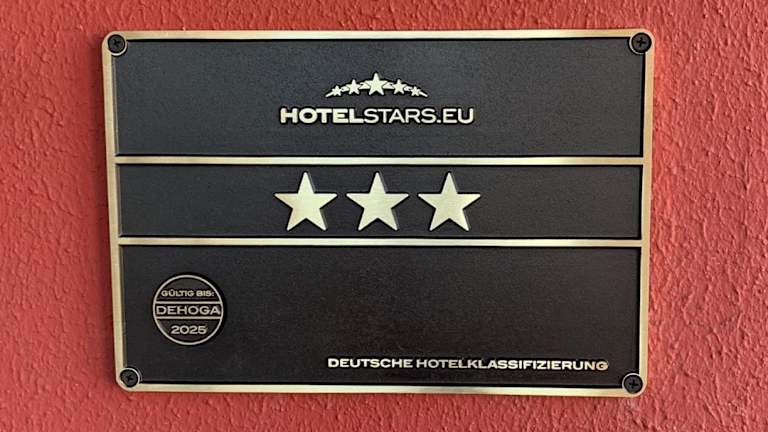 HOTELSTARS.EU
GÜLTIG BIS:
DEHOGA
2025
DEUTSCHE HOTELKLASSIFIZIERUNG